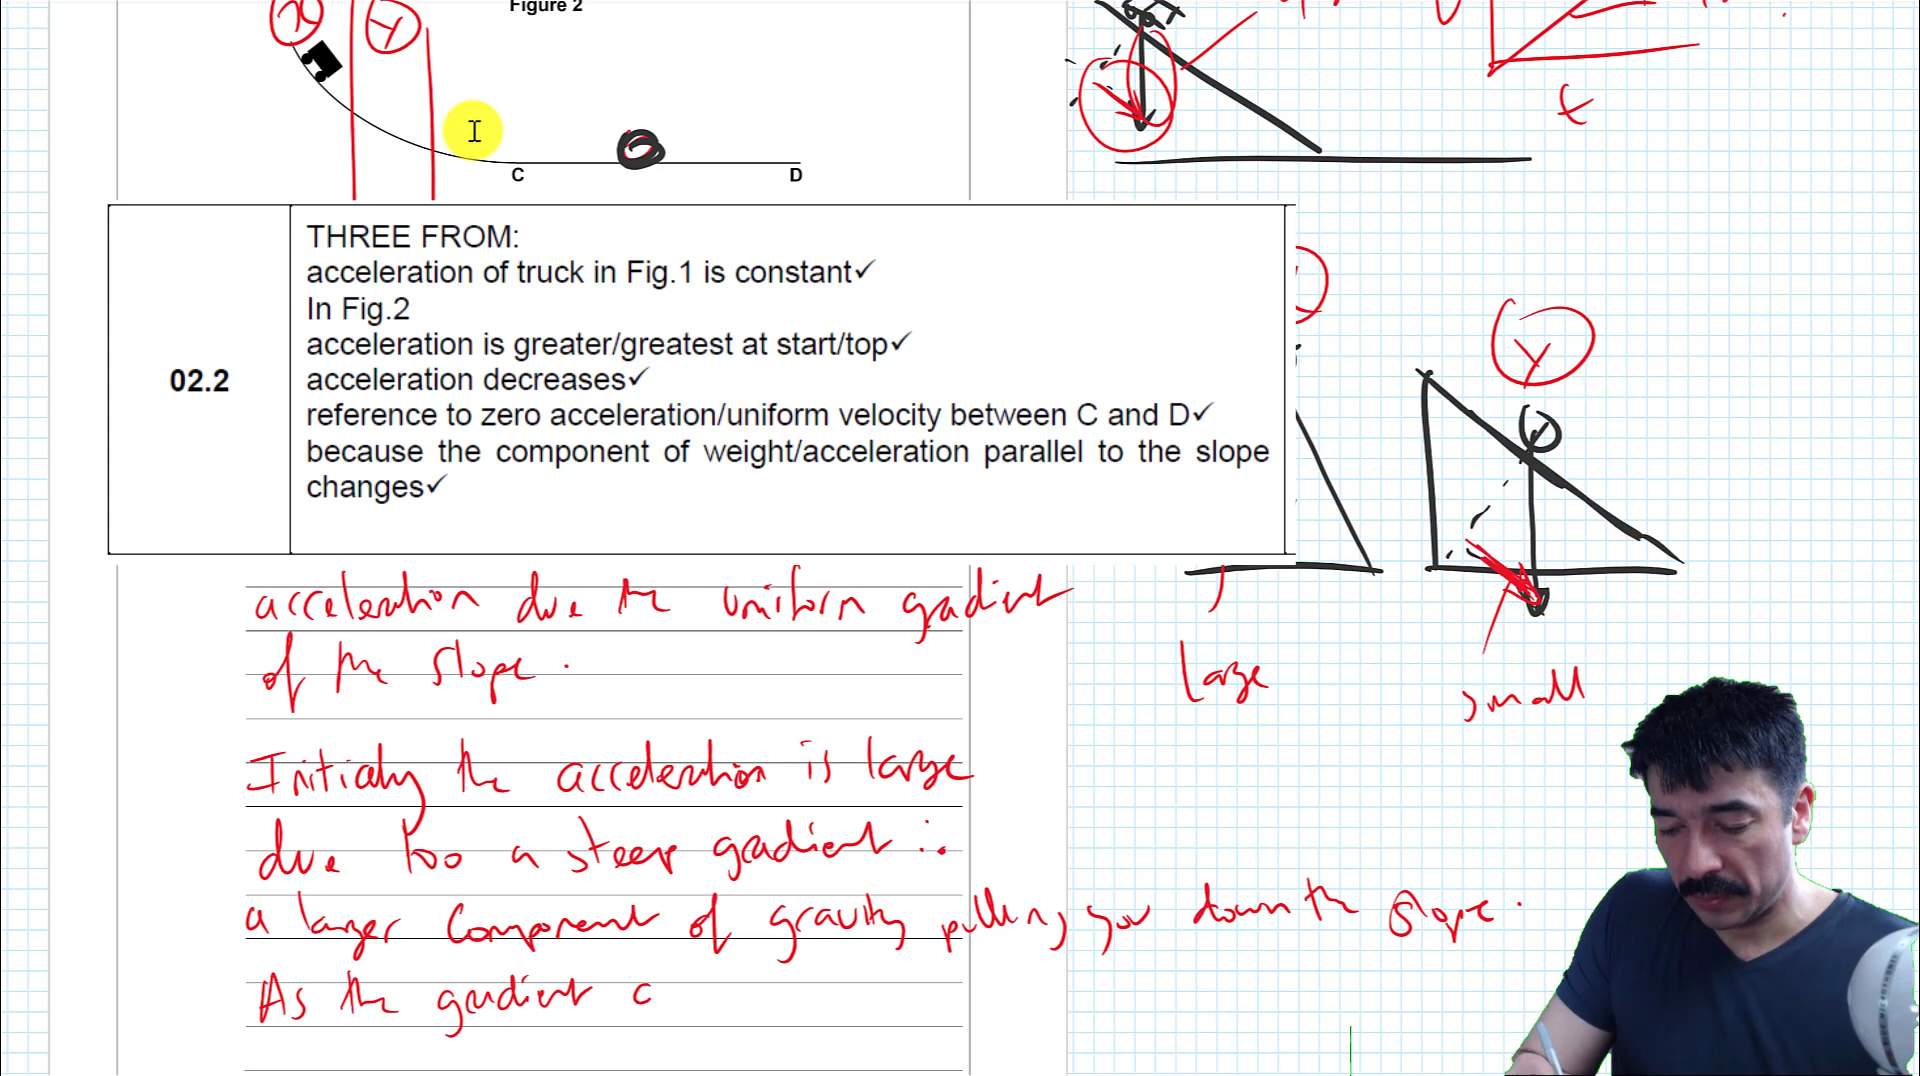 Figure 2
X
Y
C
D
t
THREE FROM:
acceleration of truck in Fig.1 is constant✓
In Fig.2
acceleration is greater/greatest at start/top✓
02.2
acceleration decreases✓
reference to zero acceleration/uniform velocity between C and D✓
because the component of weight/acceleration parallel to the slope
changes✓
Y
acceleration due the uniform gradient
of the slope.
large
small
Initially the acceleration is large
due too a steep gradient ∴
a larger component of gravity pulling you down the slope.
As the gradient c